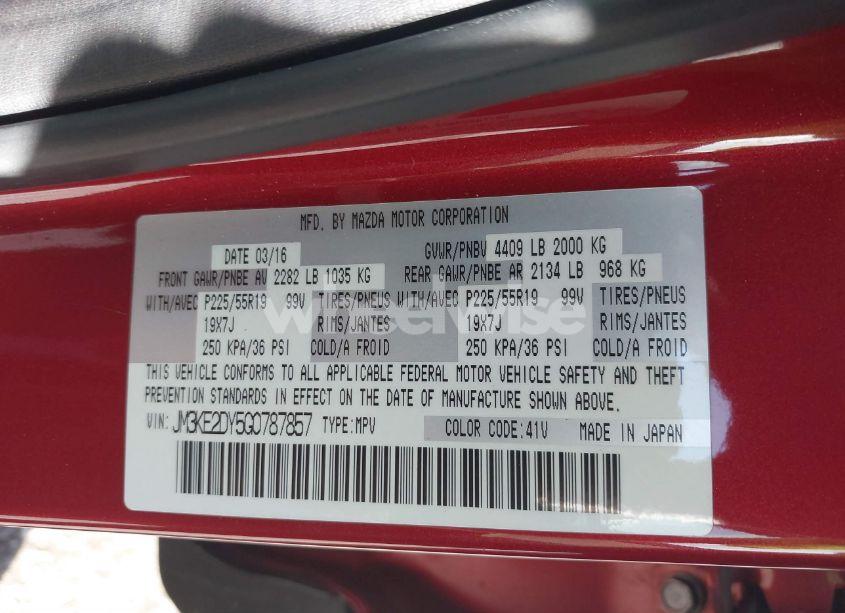 MFD. BY MAZDA MOTOR CORPORATION
DATE 03/16 GVWR/PNBV 4409 LB 2000 KG
FRONT GAWR/PNBE AV 2282 LB 1035 KG REAR GAWR/PNBE AR 2134 LB 968 KG
WITH/AVEC P225/55R19 99V TIRES/PNEUS WITH/AVEC P225/55R19 99V TIRES/PNEUS
19X7J RIMS/JANTES 19X7J RIMS/JANTES
250 KPA/36 PSI COLD/A FROID 250 KPA/36 PSI COLD/A FROID
wheelwise
THIS VEHICLE CONFORMS TO ALL APPLICABLE FEDERAL MOTOR VEHICLE SAFETY AND THEFT
PREVENTION STANDARDS IN EFFECT ON THE DATE OF MANUFACTURE SHOWN ABOVE.
VIN: JM3KE2DY5G0787857 TYPE:MPV COLOR CODE:41V MADE IN JAPAN